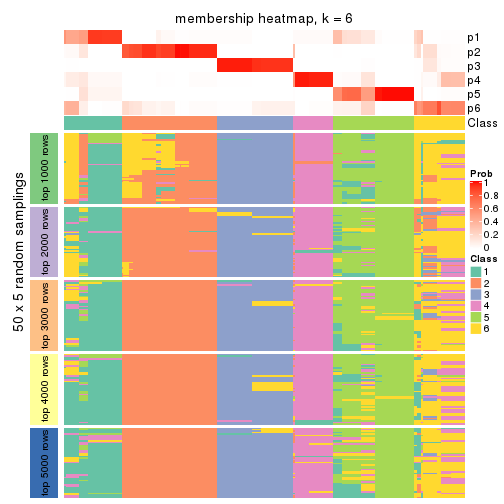 membership heatmap, k = 6
p1
p2
p3
p4
p5
p6
Class
50 x 5 random samplings
top 1000 rows
top 2000 rows
top 3000 rows
top 4000 rows
top 5000 rows
Prob
1
0.8
0.6
0.4
0.2
0
Class
1
2
3
4
5
6